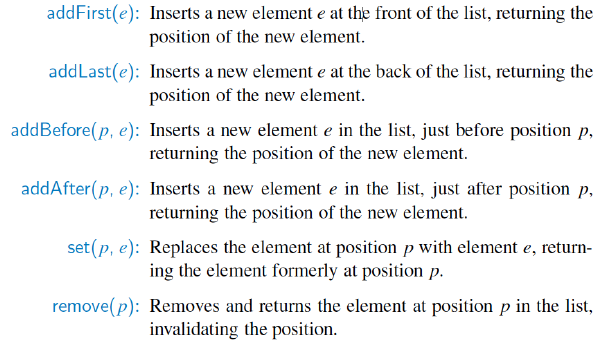 addFirst(e): Inserts a new element e at the front of the list, returning the
position of the new element.
addLast(e): Inserts a new element e at the back of the list, returning the
position of the new element.
addBefore(p, e): Inserts a new element e in the list, just before position p,
returning the position of the new element.
addAfter(p, e): Inserts a new element e in the list, just after position p,
returning the position of the new element.
set(p, e): Replaces the element at position p with element e, return-
ing the element formerly at position p.
remove(p): Removes and returns the element at position p in the list,
invalidating the position.